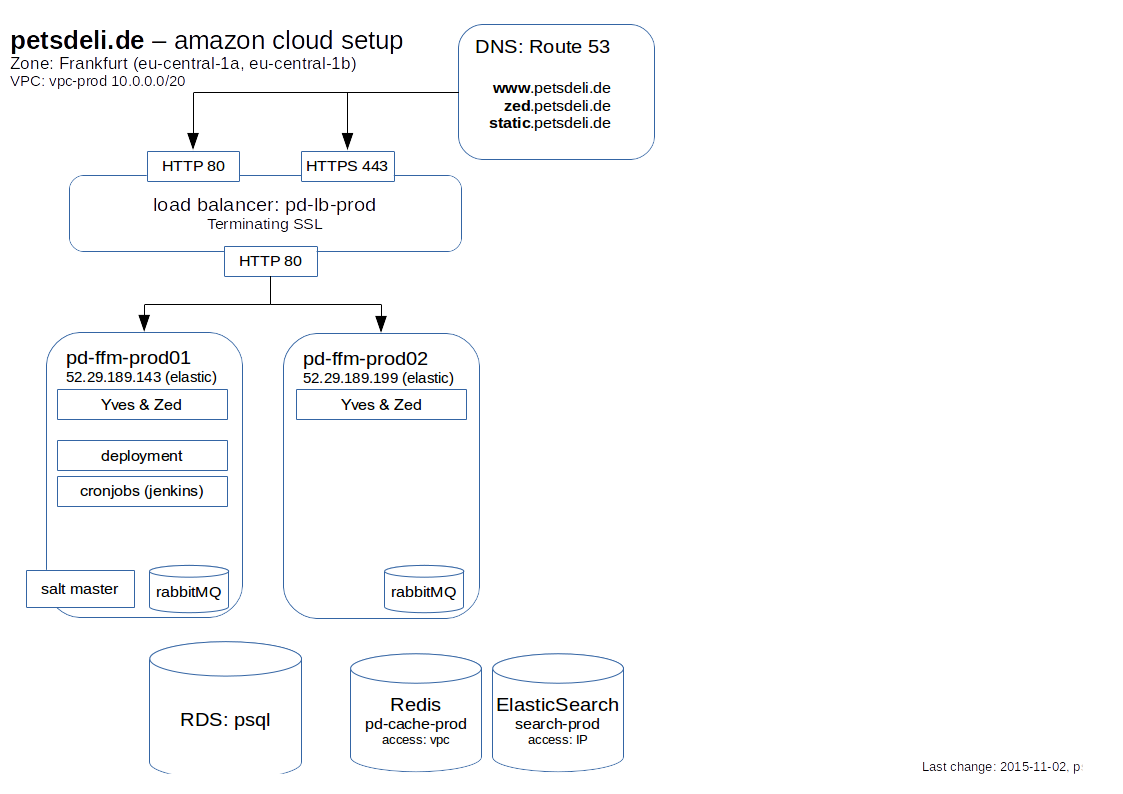 petsdeli.de – amazon cloud setup
Zone: Frankfurt (eu-central-1a, eu-central-1b)
VPC: vpc-prod 10.0.0.0/20
DNS: Route 53
www.petsdeli.de
zed.petsdeli.de
static.petsdeli.de
HTTP 80
HTTPS 443
load balancer: pd-lb-prod
Terminating SSL
HTTP 80
pd-ffm-prod01
52.29.189.143 (elastic)
Yves & Zed
deployment
cronjobs (jenkins)
salt master
rabbitMQ
pd-ffm-prod02
52.29.189.199 (elastic)
Yves & Zed
rabbitMQ
RDS: psql
Redis
pd-cache-prod
access: vpc
ElasticSearch
search-prod
access: IP
Last change: 2015-11-02,